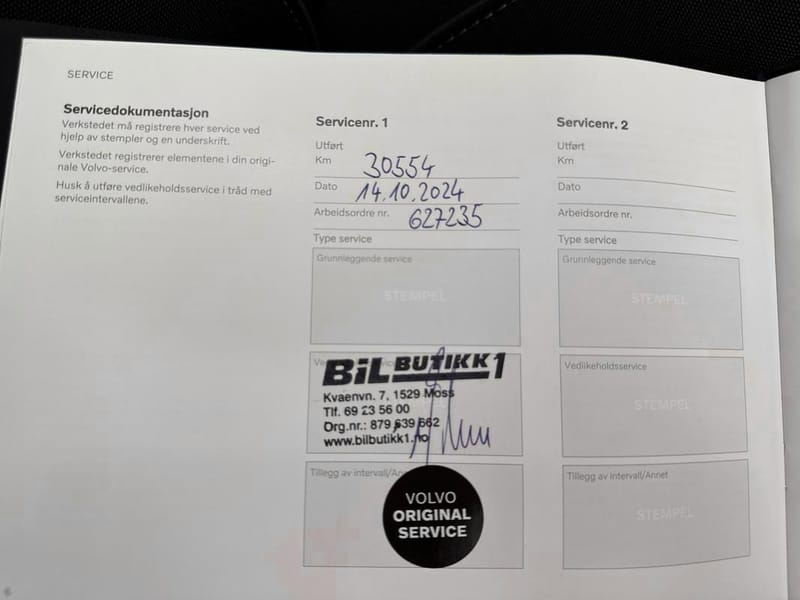 SERVICE
Servicedokumentasjon
Verkstedet må registrere hver service ved
hjelp av stempler og en underskrift.
Verkstedet registrerer elementene i din origi-
nale Volvo-service.
Husk å utføre vedlikeholdsservice i tråd med
serviceintervallene.
Servicenr. 1
Utført
Km 30554
Dato 14.10.2024
Arbeidsordre nr. 627235
Type service
Grunnleggende service
STEMPEL
BiLBUTIKK1
Kvaenvn. 7, 1529 Moss
Tlf. 69 23 56 00
Org.nr.: 879 639 662
www.bilbutikk1.no
Tillegg av intervall/Annet
VOLVO
ORIGINAL
SERVICE
Servicenr. 2
Utført
Km
Dato
Arbeidsordre nr.
Type service
Grunnleggende service
STEMPEL
Vedlikeholdsservice
STEMPEL
Tillegg av intervall/Annet
STEMPEL
6